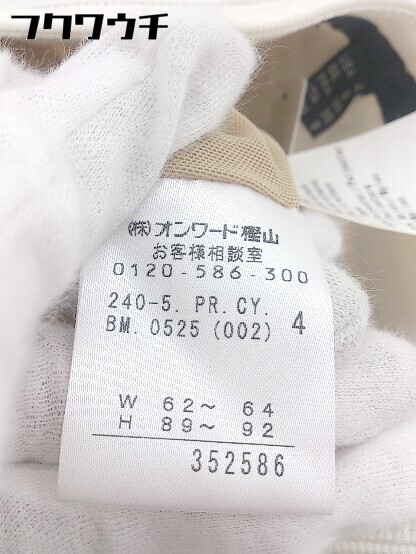 フクワウチ
(株)オンワード樫山
お客様相談室
0120-586-300
240-5. PR. CY. 4
BM. 0525 (002)
W 62～ 64
H 89～ 92
352586